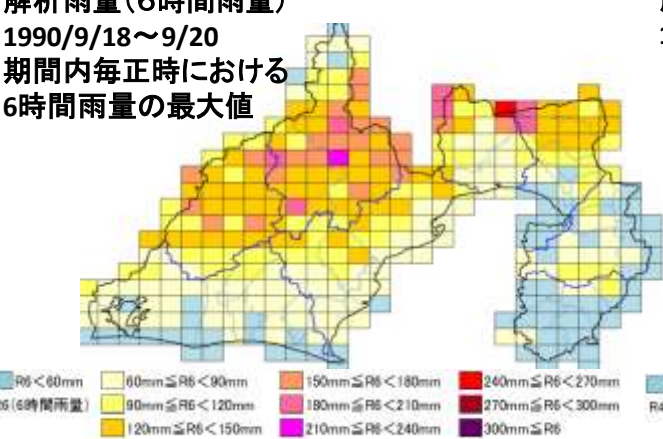 解析雨量(6時間雨量)
1990/9/18~9/20
期間内毎正時における
6時間雨量の最大値
R6<60mm 60mm≦R6<90mm 150mm≦R6<180mm 240mm≦R6<270mm
(6時間雨量) 90mm≦R6<120mm 180mm≦R6<210mm 270mm≦R6<300mm
120mm≦R6<150mm 210mm≦R6<240mm 300mm≦R6